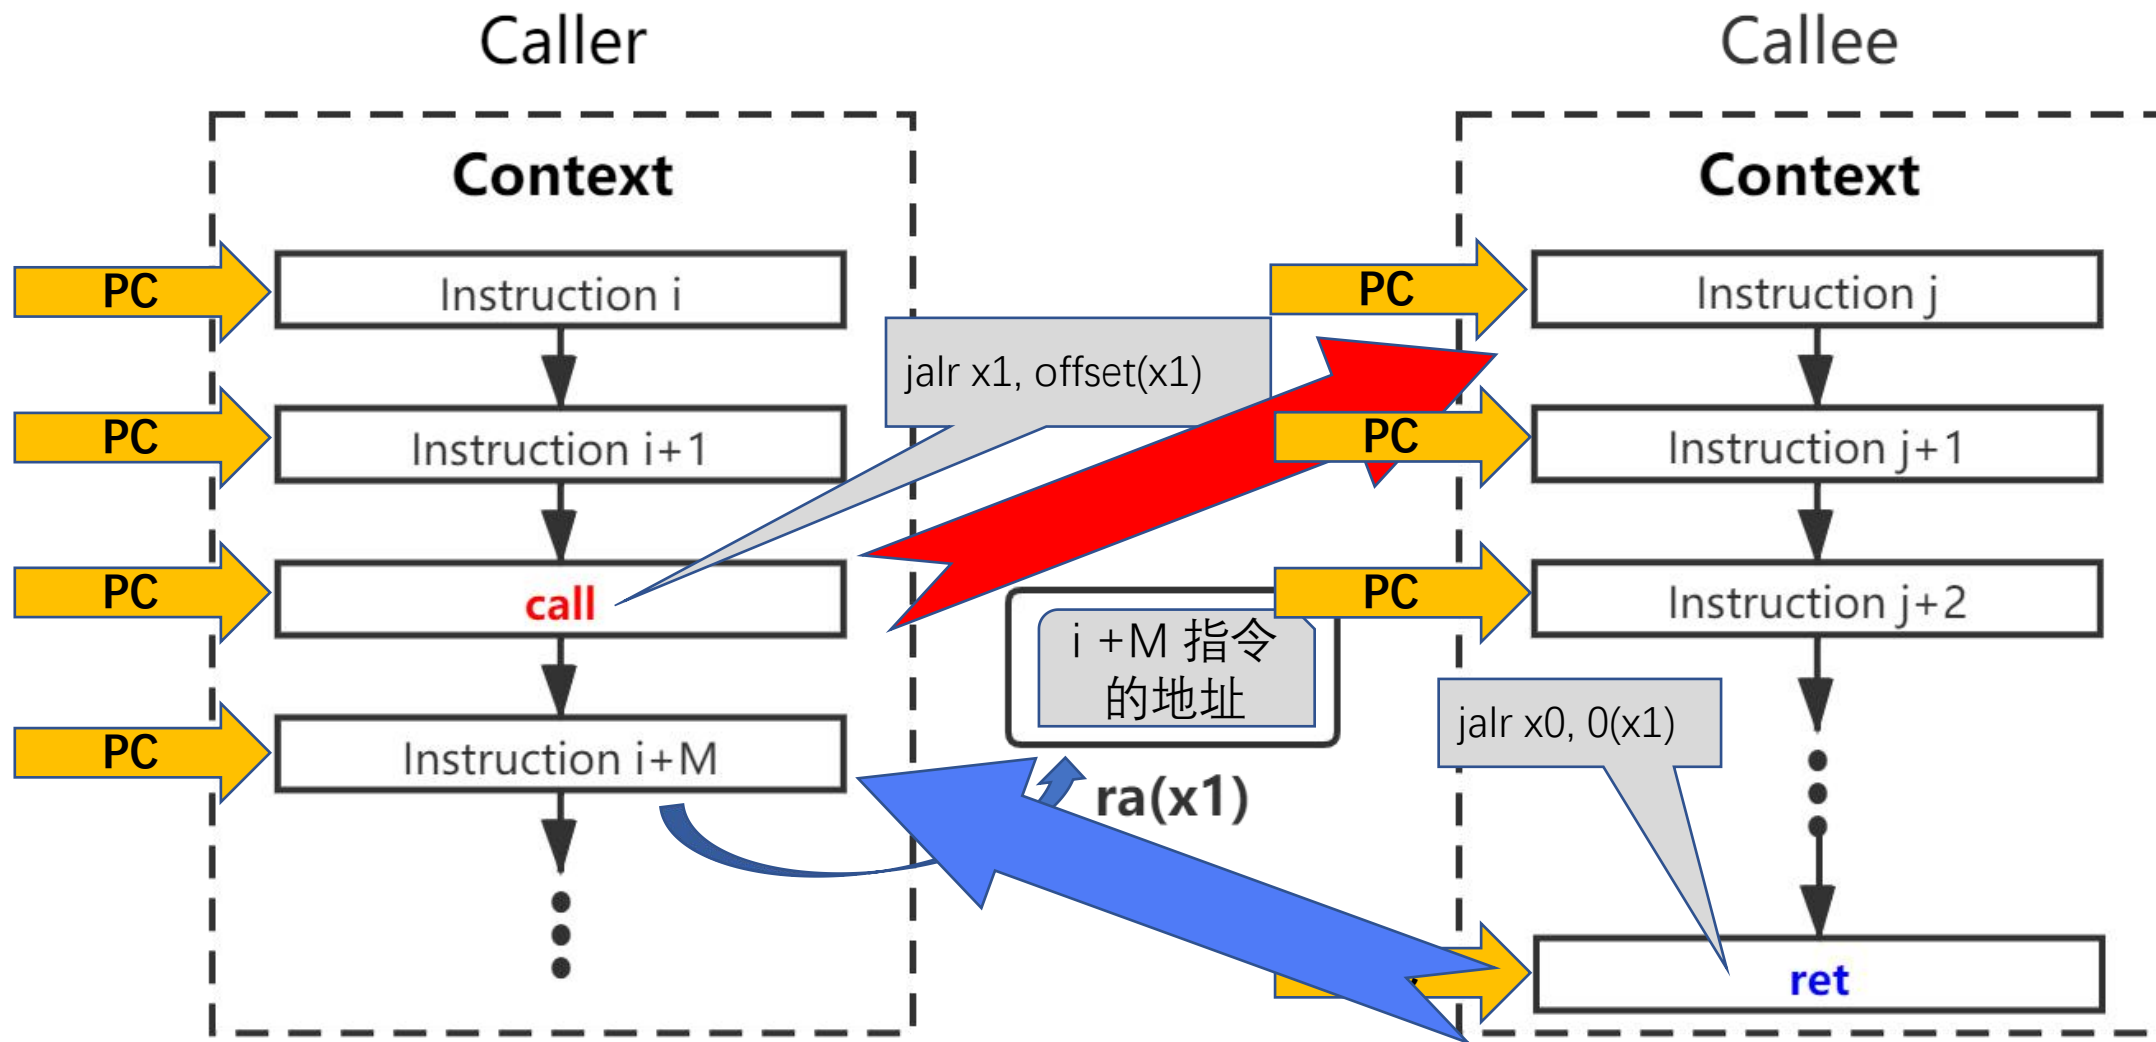 Caller
Callee
Context
Context
PC
Instruction i
PC
Instruction j
jalr x1, offset(x1)
PC
Instruction i+1
PC
Instruction j+1
PC
call
PC
Instruction j+2
i +M 指令
的地址
PC
Instruction i+M
jalr x0, 0(x1)
ra(x1)
ret